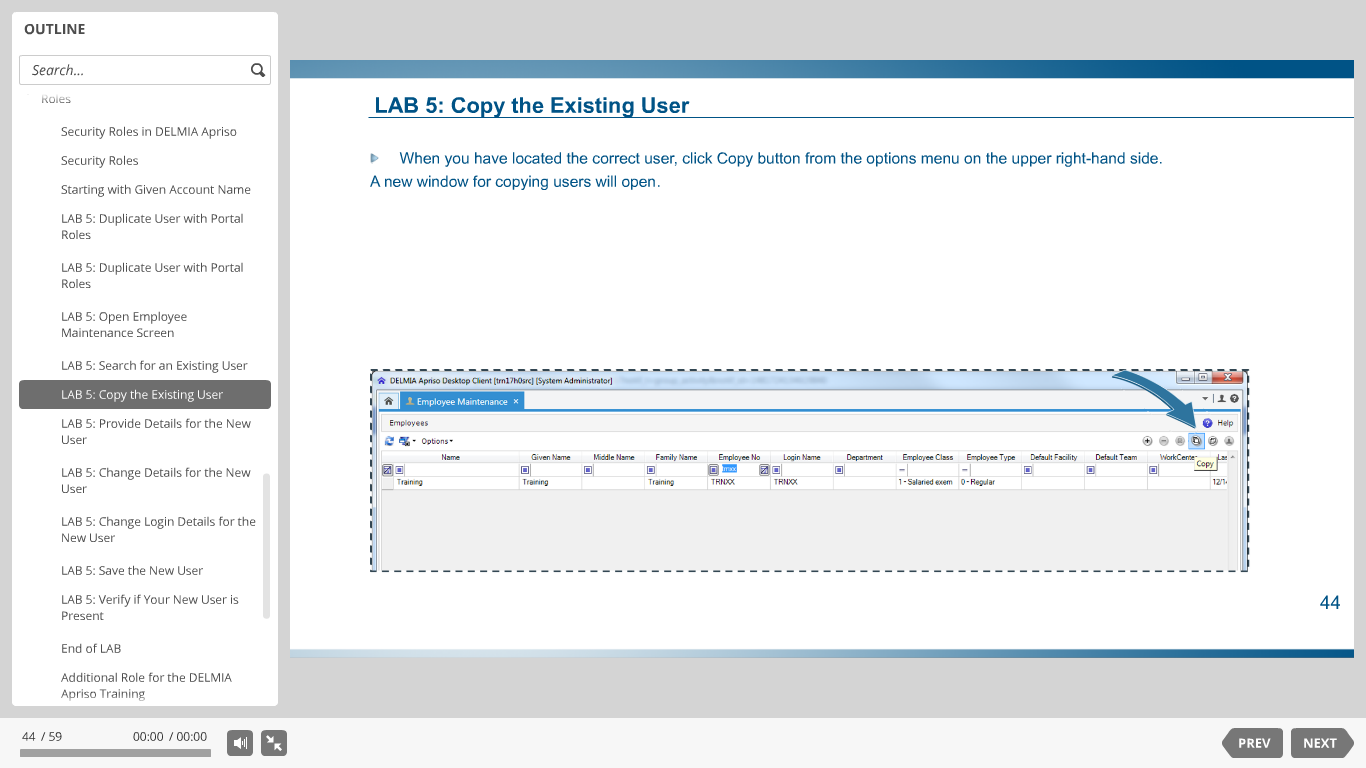 OUTLINE
Search...
Roles
Security Roles in DELMIA Apriso
Security Roles
Starting with Given Account Name
LAB 5: Duplicate User with Portal
Roles
LAB 5: Duplicate User with Portal
Roles
LAB 5: Open Employee
Maintenance Screen
LAB 5: Search for an Existing User
LAB 5: Copy the Existing User
LAB 5: Provide Details for the New
User
LAB 5: Change Details for the New
User
LAB 5: Change Login Details for the
New User
LAB 5: Save the New User
LAB 5: Verify if Your New User is
Present
End of LAB
Additional Role for the DELMIA
Apriso Training
LAB 5: Copy the Existing User
When you have located the correct user, click Copy button from the options menu on the upper right-hand side.
A new window for copying users will open.
DELMIA Apriso Desktop Client [trn17h0src] [System Administrator]
Employee Maintenance ×
Employees
Help
Options
Name Given Name Middle Name Family Name Employee No Login Name Department Employee Class Employee Type Default Facility Default Team WorkCenter Las
trnxx
Copy
Training Training Training TRNXX TRNXX 1 - Salaried exem 0 - Regular 12/1
44
44 / 59 00:00 / 00:00
PREV NEXT